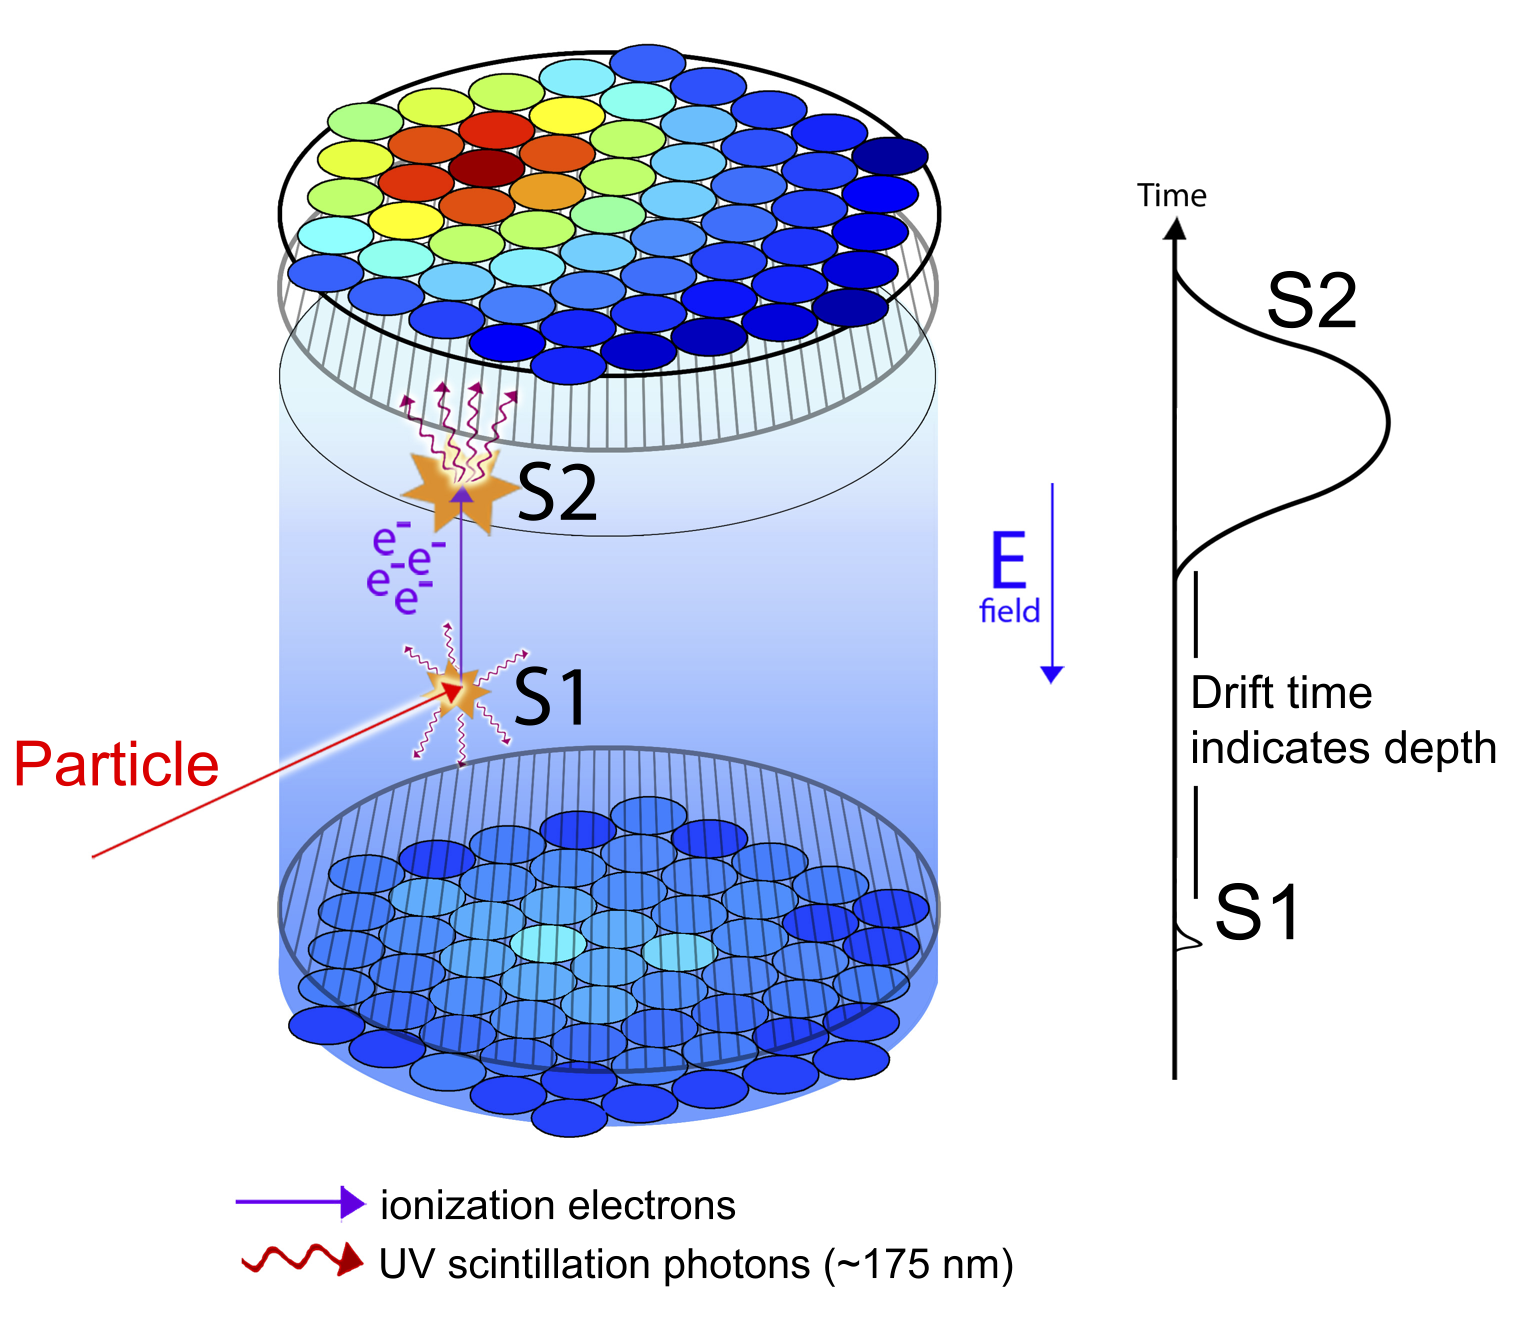 Time
S2
S2
e-
e-
e-
e-
E
field
S1
Particle
Drift time
indicates depth
S1
ionization electrons
UV scintillation photons (~175 nm)